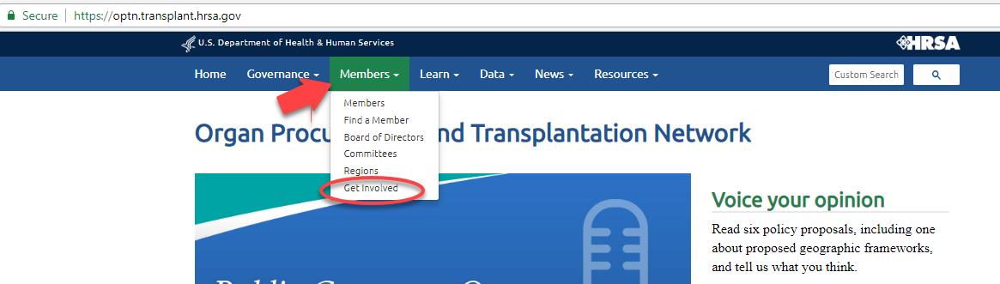 Secure | https://optn.transplant.hrsa.gov
U.S. Department of Health & Human Services
HRSA
Home Governance Members Learn Data News Resources
Custom Search
Members
Find a Member
Board of Directors
Committees
Regions
Get Involved
Organ Procu nd Transplantation Network
Voice your opinion
Read six policy proposals, including one
about proposed geographic frameworks,
and tell us what you think.